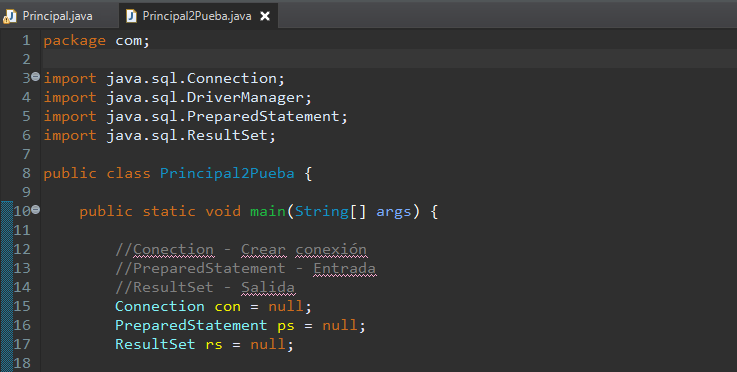 Principal.java Principal2Pueba.java
1 package com;
2
3 import java.sql.Connection;
4 import java.sql.DriverManager;
5 import java.sql.PreparedStatement;
6 import java.sql.ResultSet;
7
8 public class Principal2Pueba {
9
10 public static void main(String[] args) {
11
12 //Conection - Crear conexión
13 //PreparedStatement - Entrada
14 //ResultSet - Salida
15 Connection con = null;
16 PreparedStatement ps = null;
17 ResultSet rs = null;
18